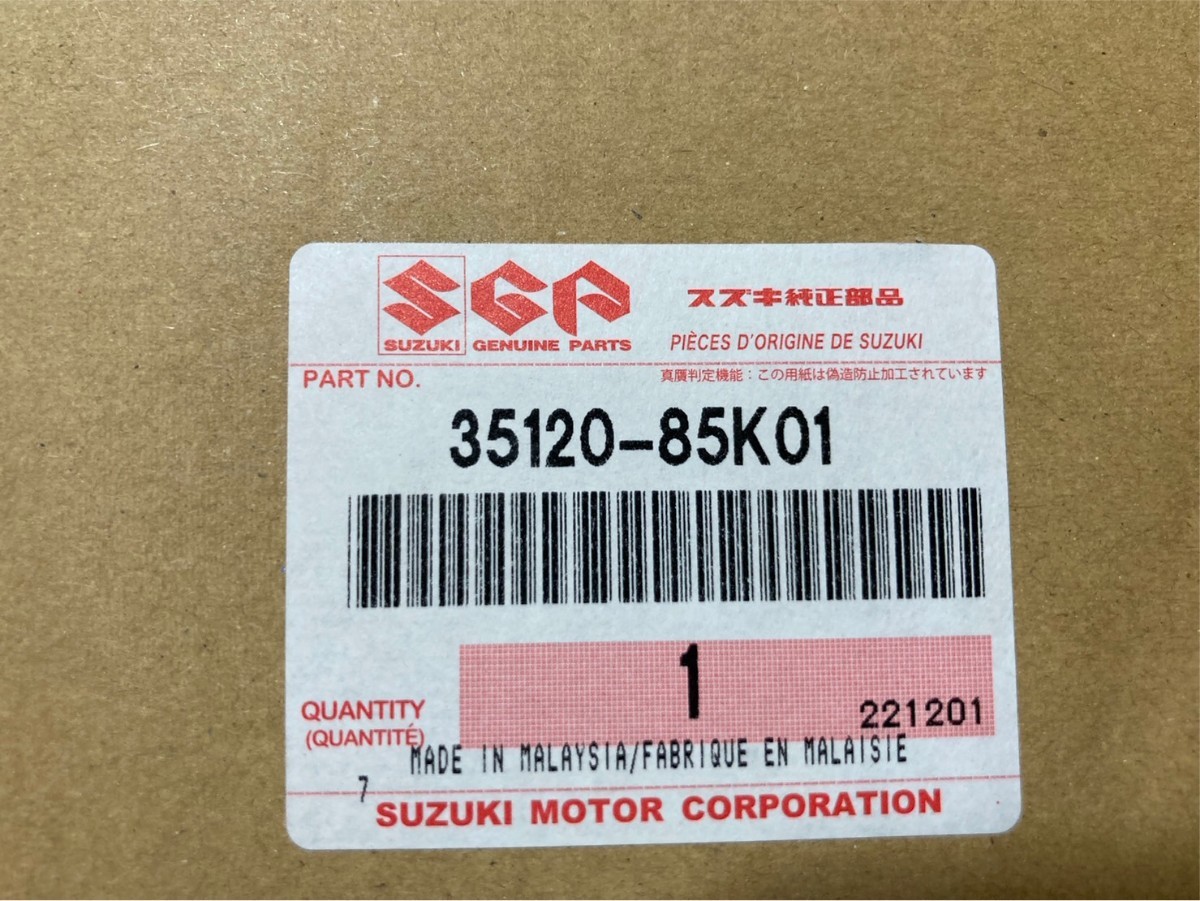 SGP
スズキ純正部品
SUZUKI GENUINE PARTS
PIÈCES D'ORIGINE DE SUZUKI
PART NO.
真贋判定機能：この用紙は偽造防止加工されています
35120-85K01
1
QUANTITY
221201
(QUANTITÉ)
MADE IN MALAYSIA/FABRIQUE EN MALAISIE
7
SUZUKI MOTOR CORPORATION